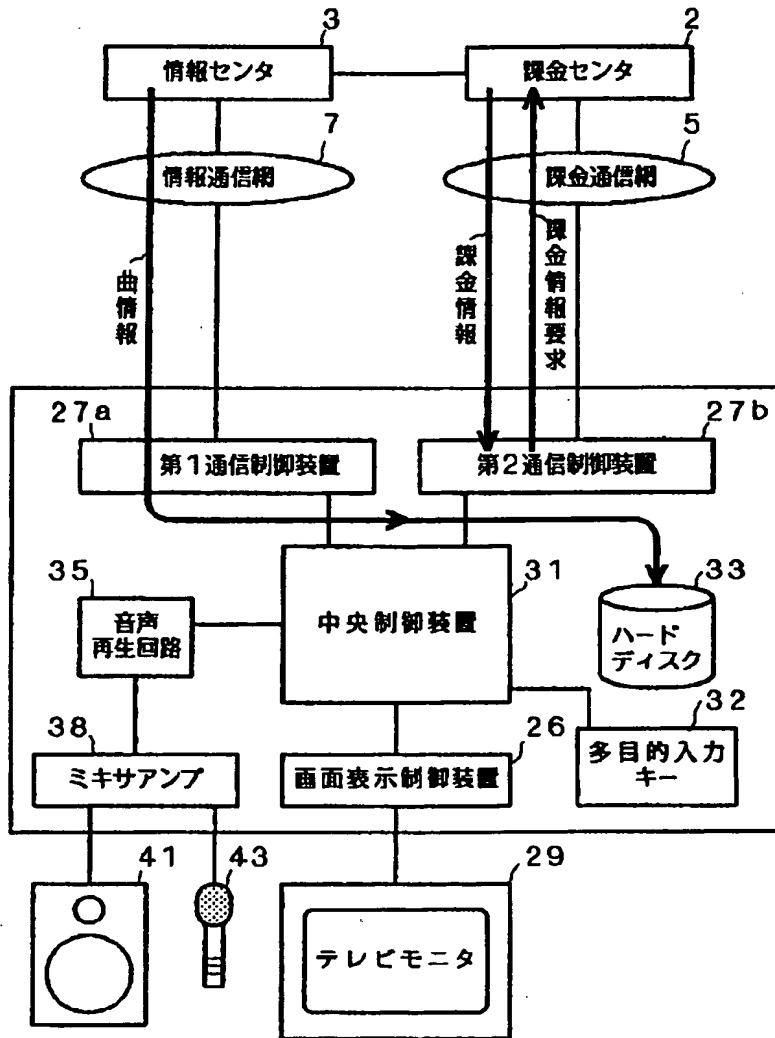 3
2
情報センタ
課金センタ
7
5
情報通信網
課金通信網
曲情報
課金情報
課金情報要求
27a
27b
第1通信制御装置
第2通信制御装置
35
31
33
音声
再生回路
中央制御装置
ハード
ディスク
38
26
32
ミキサアンプ
画面表示制御装置
多目的入力
キー
41
43
29
テレビモニタ